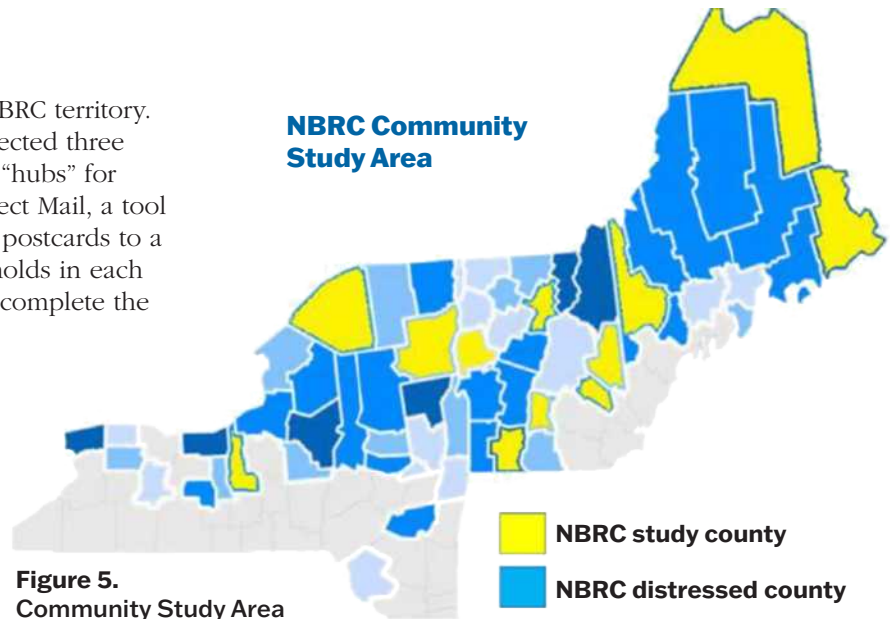 BRC territory.
ected three
“hubs” for
ect Mail, a tool
postcards to a
holds in each
complete the
NBRC Community
Study Area
NBRC study county
NBRC distressed county
Figure 5.
Community Study Area